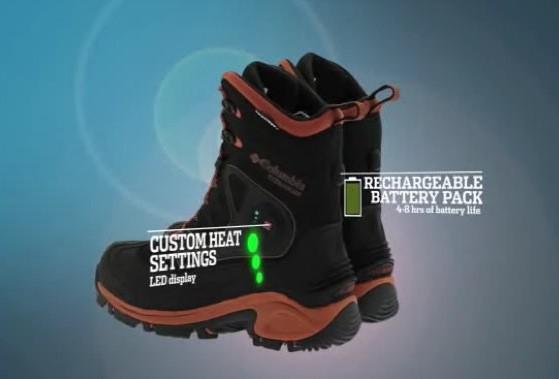 Columbia
RECHARGEABLE
BATTERY PACK
4-8 hrs of battery life
CUSTOM HEAT
SETTINGS
LED display